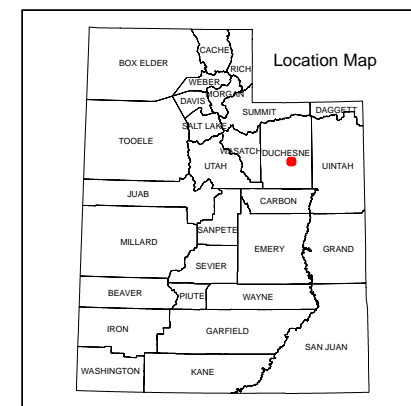 Location Map
CACHE
BOX ELDER
RICH
WEBER
MORGAN
DAVIS
SUMMIT
DAGGETT
SALT LAKE
TOOELE
WASATCH
DUCHESNE
UTAH
UINTAH
JUAB
CARBON
SANPETE
MILLARD
EMERY
GRAND
SEVIER
BEAVER
PIUTE
WAYNE
IRON
GARFIELD
SAN JUAN
WASHINGTON
KANE